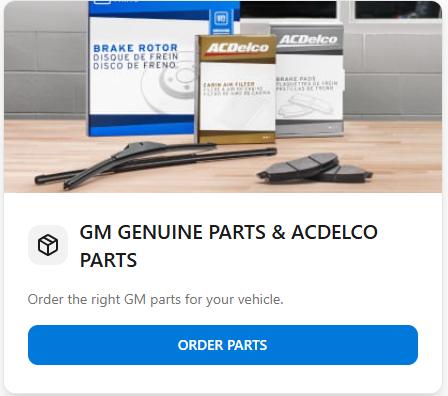 BRAKE ROTOR
DISQUE DE FREIN
DISCO DE FRENO
ACDelco
CABIN AIR FILTER
ACDelco
BRAKE PADS
PLAQUETTES DE FREIN
PASTILLAS DE FRENO
GM GENUINE PARTS & ACDELCO
PARTS
Order the right GM parts for your vehicle.
ORDER PARTS